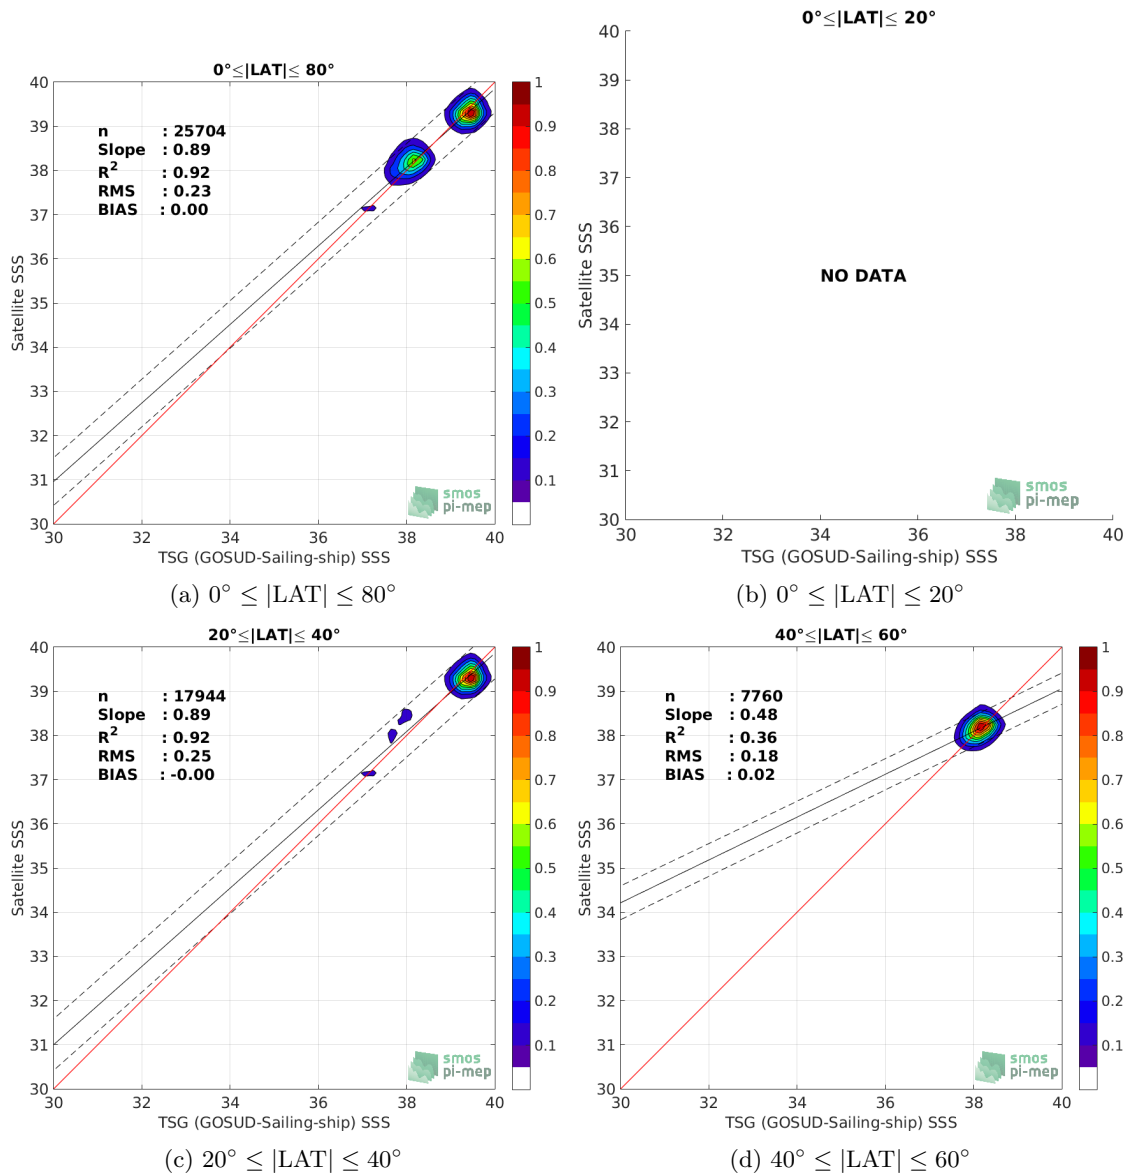 0°≤|LAT|≤ 80°
n : 25704
Slope : 0.89
R² : 0.92
RMS : 0.23
BIAS : 0.00
Satellite SSS
40
39
38
37
36
35
34
33
32
31
30
30 32 34 36 38 40
TSG (GOSUD-Sailing-ship) SSS
1
0.9
0.8
0.7
0.6
0.5
0.4
0.3
0.2
0.1
smos
pi-mep
(a) 0° ≤ |LAT| ≤ 80°
0°≤|LAT|≤ 20°
NO DATA
Satellite SSS
40
39
38
37
36
35
34
33
32
31
30
30 32 34 36 38 40
TSG (GOSUD-Sailing-ship) SSS
smos
pi-mep
(b) 0° ≤ |LAT| ≤ 20°
20°≤|LAT|≤ 40°
n : 17944
Slope : 0.89
R² : 0.92
RMS : 0.25
BIAS : -0.00
Satellite SSS
40
39
38
37
36
35
34
33
32
31
30
30 32 34 36 38 40
TSG (GOSUD-Sailing-ship) SSS
1
0.9
0.8
0.7
0.6
0.5
0.4
0.3
0.2
0.1
smos
pi-mep
(c) 20° ≤ |LAT| ≤ 40°
40°≤|LAT|≤ 60°
n : 7760
Slope : 0.48
R² : 0.36
RMS : 0.18
BIAS : 0.02
Satellite SSS
40
39
38
37
36
35
34
33
32
31
30
30 32 34 36 38 40
TSG (GOSUD-Sailing-ship) SSS
1
0.9
0.8
0.7
0.6
0.5
0.4
0.3
0.2
0.1
smos
pi-mep
(d) 40° ≤ |LAT| ≤ 60°